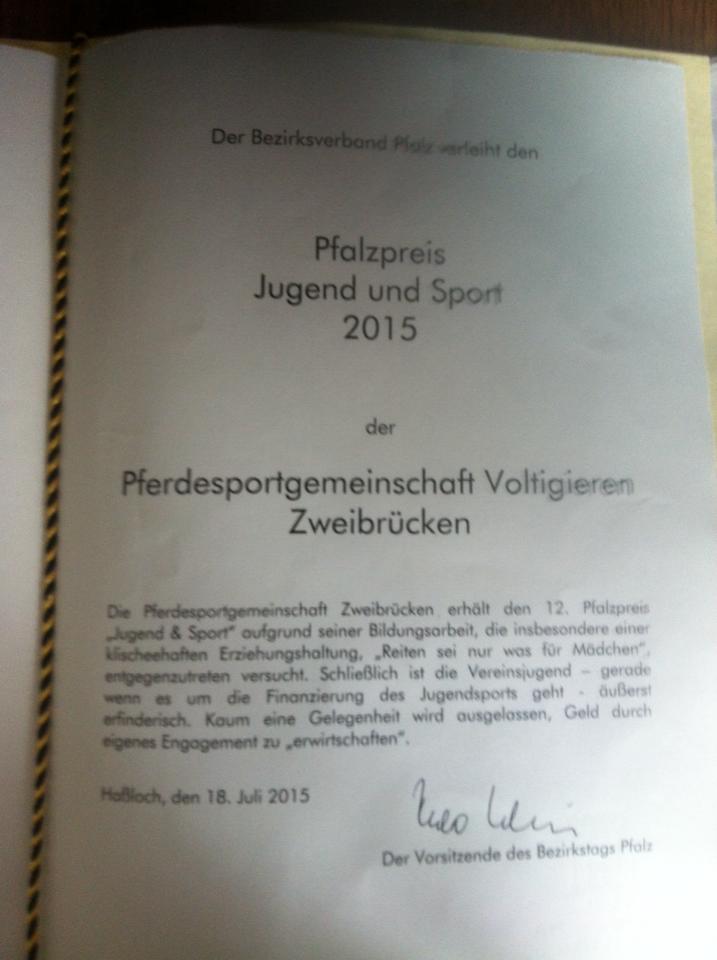 Der Bezirksverband Pfalz verleiht den
Pfalzpreis
Jugend und Sport
2015
der
Pferdesportgemeinschaft Voltigieren
Zweibrücken
Die Pferdesportgemeinschaft Zweibrücken erhält den 12. Pfalzpreis
„Jugend & Sport" aufgrund seiner Bildungsarbeit, die insbesondere einer
klischeehaften Erziehungshaltung, „Reiten sei nur was für Mädchen",
entgegenzutreten versucht. Schließlich ist die Vereinsjugend – gerade
wenn es um die Finanzierung des Jugendsports geht - äußerst
erfinderisch. Kaum eine Gelegenheit wird ausgelassen, Geld durch
eigenes Engagement zu „erwirtschaften".
Haßloch, den 18. Juli 2015
Der Vorsitzende des Bezirkstags Pfalz